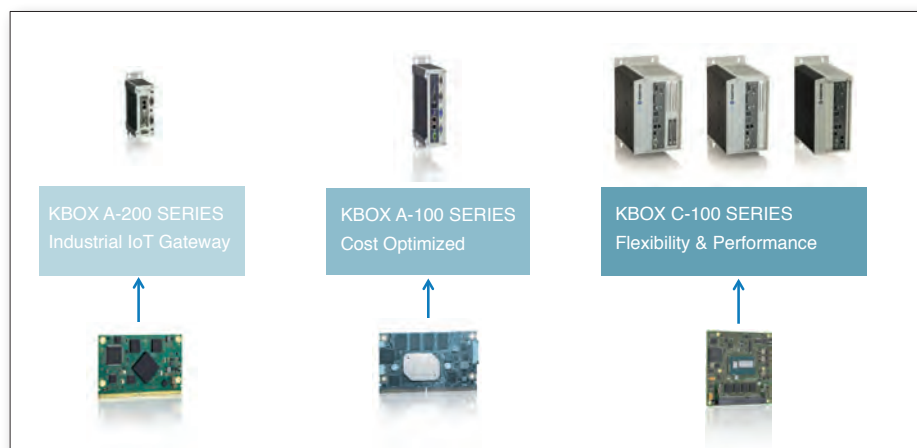 KBOX A-200 SERIES
Industrial IoT Gateway
KBOX A-100 SERIES
Cost Optimized
KBOX C-100 SERIES
Flexibility & Performance